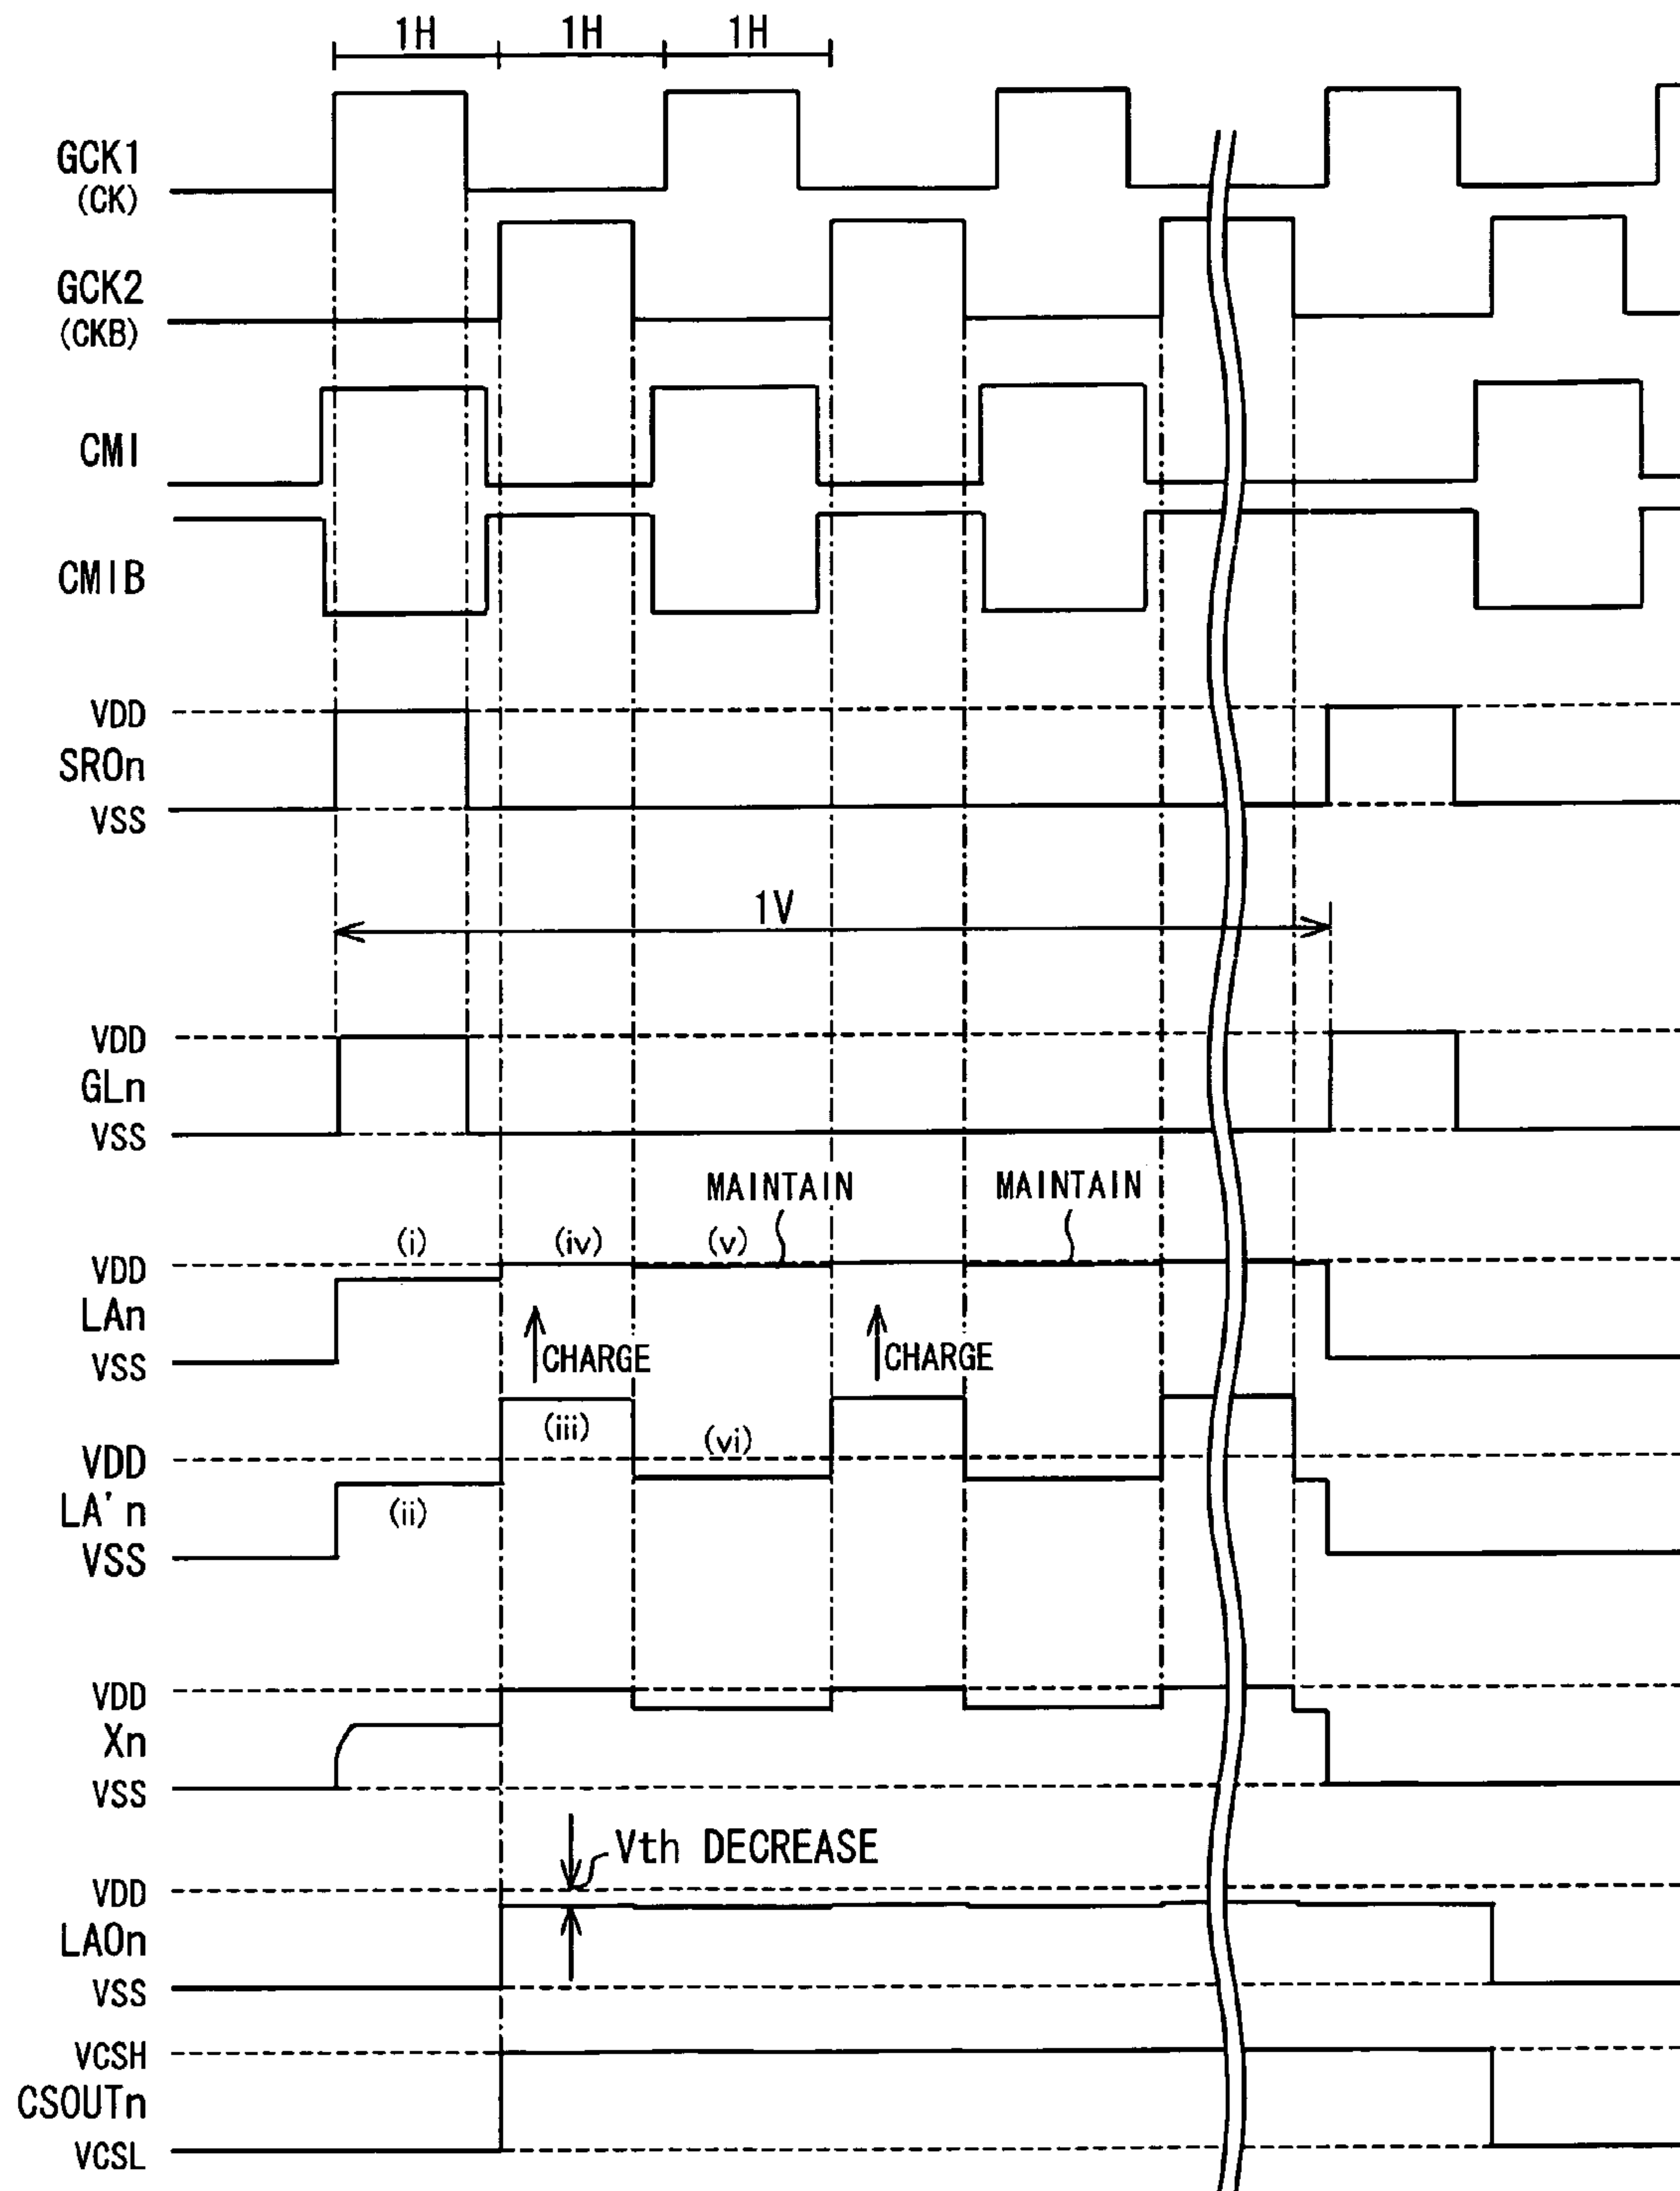 1H 1H 1H
GCK1
(CK)
GCK2
(CKB)
CMI
CMIB
VDD
SROn
VSS
1V
VDD
GLn
VSS
MAINTAIN MAINTAIN
(i) (iv) (v)
VDD
LAn
CHARGE CHARGE
VSS
(iii)
(vi)
VDD
LA'n
(ii)
VSS
VDD
Xn
VSS
Vth DECREASE
VDD
LAOn
VSS
VCSH
CSOUTn
VCSL